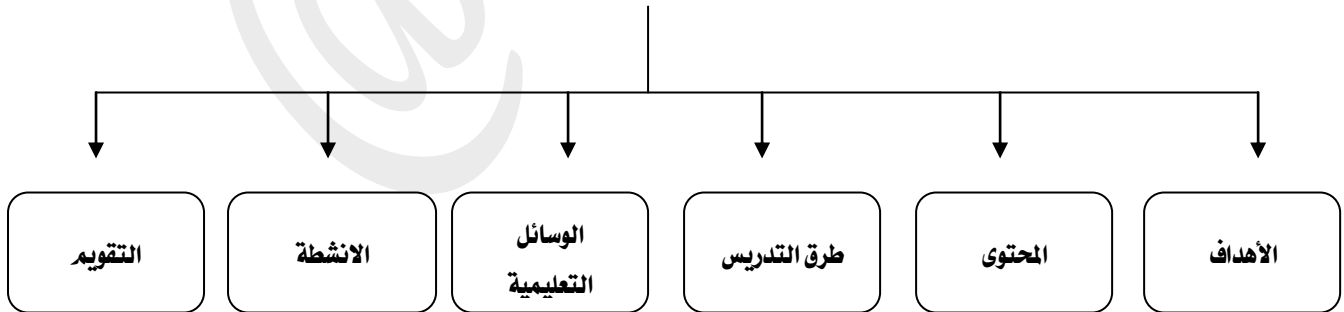 الأهداف
المحتوى
طرق التدريس
الوسائل
التعليمية
الانشطة
التقويم